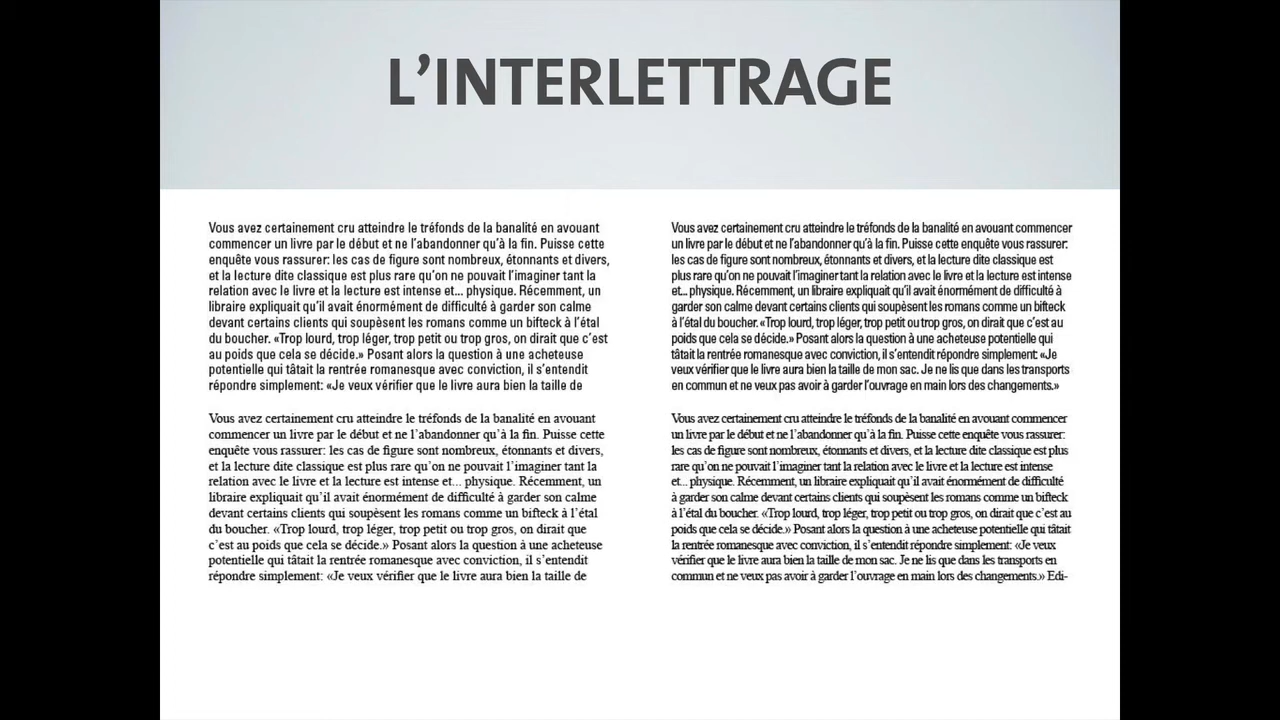 L’INTERLETTRAGE
Vous avez certainement cru atteindre le tréfonds de la banalité en avouant
commencer un livre par le début et ne l’abandonner qu’à la fin. Puisse cette
enquête vous rassurer: les cas de figure sont nombreux, étonnants et divers,
et la lecture dite classique est plus rare qu’on ne pouvait l’imaginer tant la
relation avec le livre et la lecture est intense et... physique. Récemment, un
libraire expliquait qu’il avait énormément de difficulté à garder son calme
devant certains clients qui soupèsent les romans comme un bifteck à l’étal
du boucher. «Trop lourd, trop léger, trop petit ou trop gros, on dirait que c’est
au poids que cela se décide.» Posant alors la question à une acheteuse
potentielle qui tâtait la rentrée romanesque avec conviction, il s’entendit
répondre simplement: «Je veux vérifier que le livre aura bien la taille de
Vous avez certainement cru atteindre le tréfonds de la banalité en avouant
commencer un livre par le début et ne l’abandonner qu’à la fin. Puisse cette
enquête vous rassurer: les cas de figure sont nombreux, étonnants et divers,
et la lecture dite classique est plus rare qu’on ne pouvait l’imaginer tant la
relation avec le livre et la lecture est intense et... physique. Récemment, un
libraire expliquait qu’il avait énormément de difficulté à garder son calme
devant certains clients qui soupèsent les romans comme un bifteck à l’étal
du boucher. «Trop lourd, trop léger, trop petit ou trop gros, on dirait que
c’est au poids que cela se décide.» Posant alors la question à une acheteuse
potentielle qui tâtait la rentrée romanesque avec conviction, il s’entendit
répondre simplement: «Je veux vérifier que le livre aura bien la taille de
Vous avez certainement cru atteindre le tréfonds de la banalité en avouant commencer
un livre par le début et ne l’abandonner qu’à la fin. Puisse cette enquête vous rassurer:
les cas de figure sont nombreux, étonnants et divers, et la lecture dite classique est
plus rare qu’on ne pouvait l’imaginer tant la relation avec le livre et la lecture est intense
et... physique. Récemment, un libraire expliquait qu’il avait énormément de difficulté à
garder son calme devant certains clients qui soupèsent les romans comme un bifteck
à l’étal du boucher. «Trop lourd, trop léger, trop petit ou trop gros, on dirait que c’est au
poids que cela se décide.» Posant alors la question à une acheteuse potentielle qui
tâtait la rentrée romanesque avec conviction, il s’entendit répondre simplement: «Je
veux vérifier que le livre aura bien la taille de mon sac. Je ne lis que dans les transports
en commun et ne veux pas avoir à garder l’ouvrage en main lors des changements.»
Vous avez certainement cru atteindre le tréfonds de la banalité en avouant commencer
un livre par le début et ne l’abandonner qu’à la fin. Puisse cette enquête vous rassurer:
les cas de figure sont nombreux, étonnants et divers, et la lecture dite classique est plus
rare qu’on ne pouvait l’imaginer tant la relation avec le livre et la lecture est intense
et... physique. Récemment, un libraire expliquait qu’il avait énormément de difficulté
à garder son calme devant certains clients qui soupèsent les romans comme un bifteck
à l’étal du boucher. «Trop lourd, trop léger, trop petit ou trop gros, on dirait que c’est au
poids que cela se décide.» Posant alors la question à une acheteuse potentielle qui tâtait
la rentrée romanesque avec conviction, il s’entendit répondre simplement: «Je veux
vérifier que le livre aura bien la taille de mon sac. Je ne lis que dans les transports en
commun et ne veux pas avoir à garder l’ouvrage en main lors des changements.» Edi-